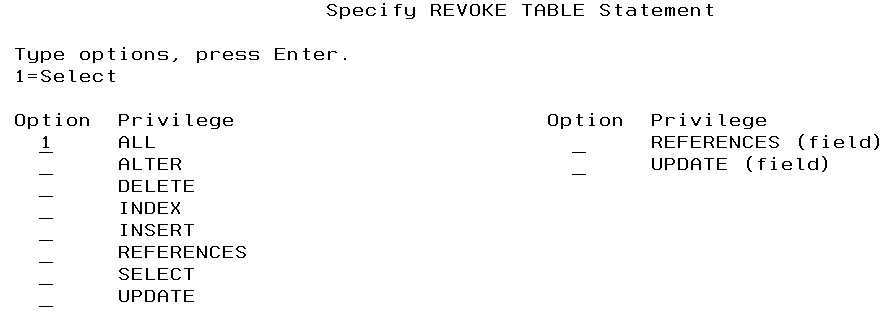 Specify REVOKE TABLE Statement
Type options, press Enter.
1=Select
Option Privilege Option Privilege
1 ALL _ REFERENCES (field)
_ ALTER _ UPDATE (field)
_ DELETE
_ INDEX
_ INSERT
_ REFERENCES
_ SELECT
_ UPDATE